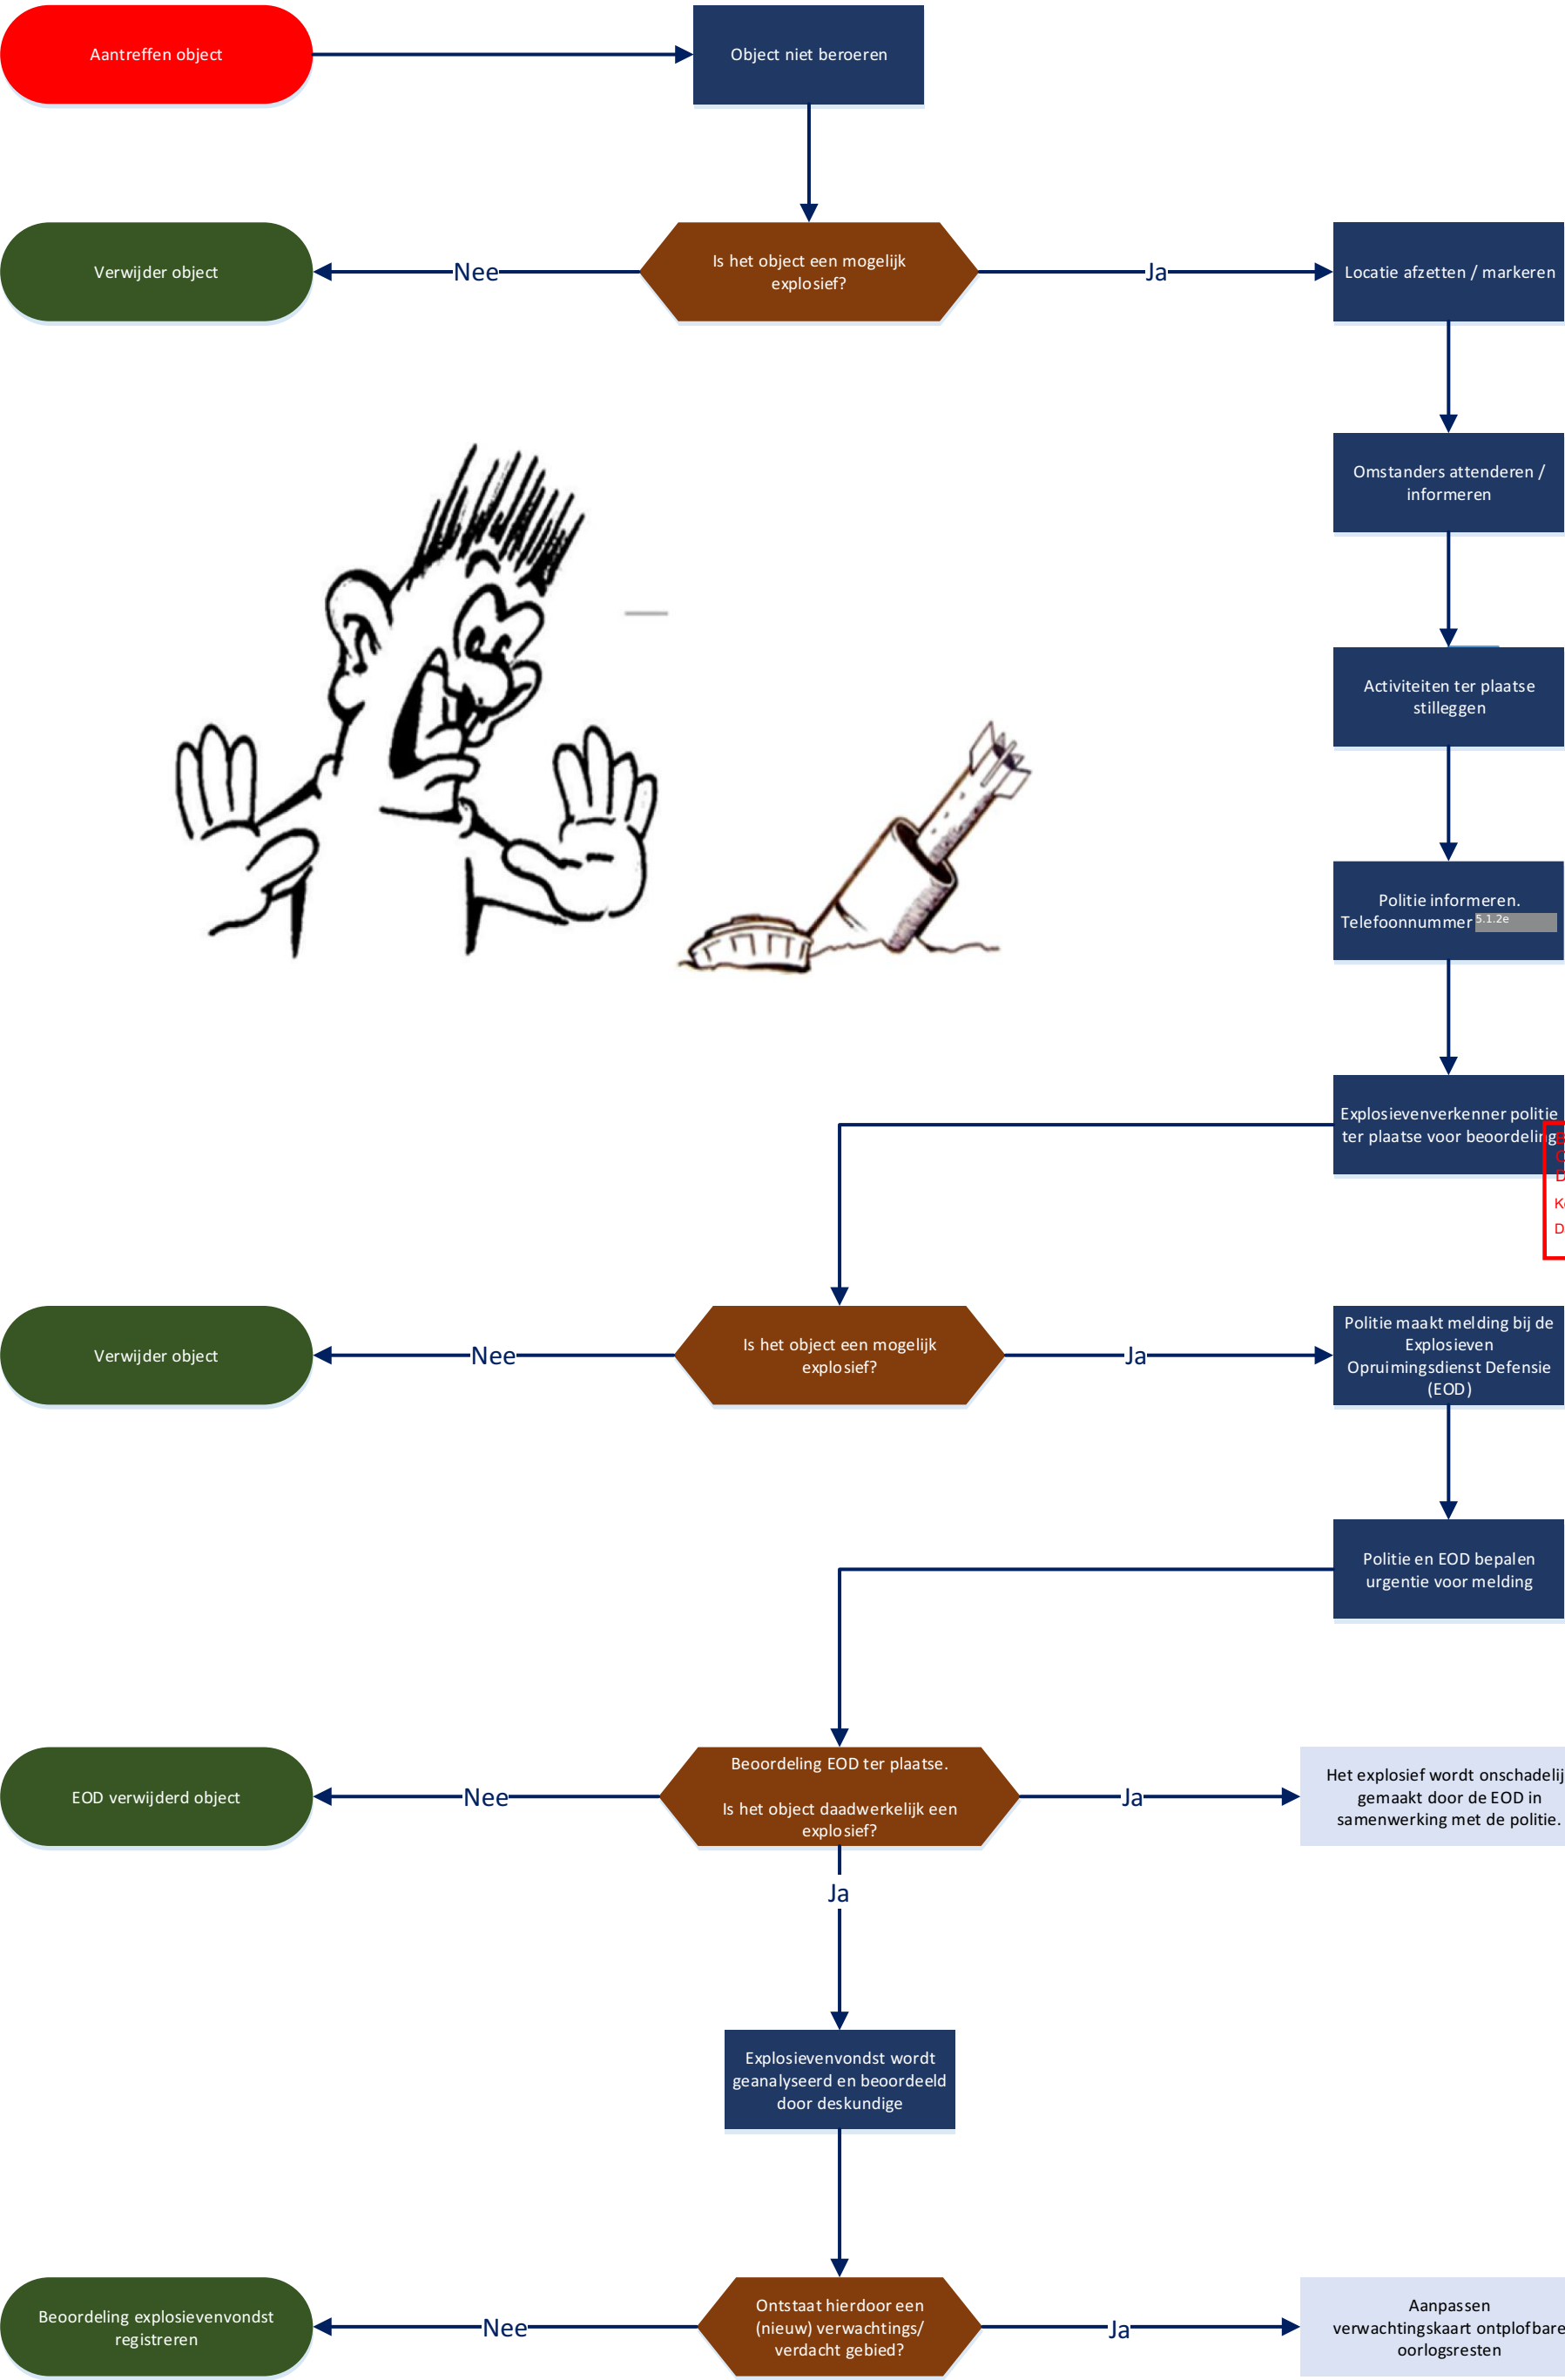 Aantreffen object
Object niet beroeren
Verwijder object
Nee
Is het object een mogelijk
explosief?
Ja
Locatie afzetten / markeren
Omstanders attenderen /
informeren
Activiteiten ter plaatse
stilleggen
Politie informeren.
Telefoonnummer 5.1.2e
Explosievenverkenner politie
ter plaatse voor beoordeling
Verwijder object
Nee
Is het object een mogelijk
explosief?
Ja
Politie maakt melding bij de
Explosieven
Opruimingsdienst Defensie
(EOD)
Politie en EOD bepalen
urgentie voor melding
EOD verwijderd object
Nee
Beoordeling EOD ter plaatse.
Is het object daadwerkelijk een
explosief?
Ja
Het explosief wordt onschadelij
gemaakt door de EOD in
samenwerking met de politie.
Ja
Explosievenvondst wordt
geanalyseerd en beoordeeld
door deskundige
Beoordeling explosievenvondst
registreren
Nee
Ontstaat hierdoor een
(nieuw) verwachtings/
verdacht gebied?
Ja
Aanpassen
verwachtingskaart ontplofbare
oorlogsresten